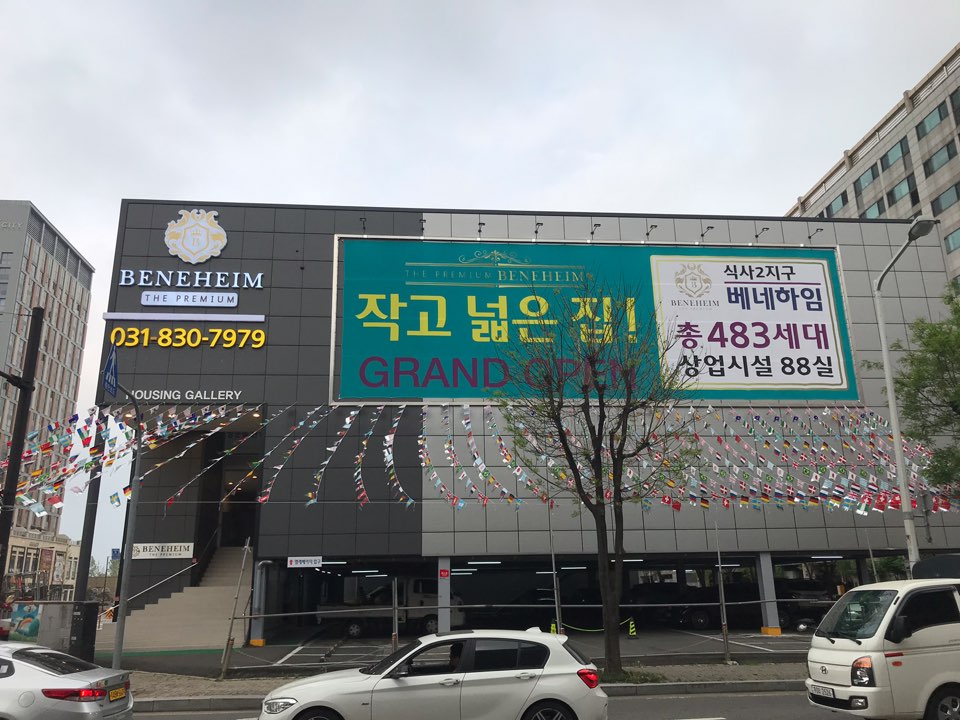 BENEHEIM
THE PREMIUM
031-830-7979
HOUSING GALLERY
THE PREMIUM BENEHEIM
작고 넓은 집!
GRAND OPEN
BENEHEIM
식사2지구
베네하임
총 483세대
상업시설 88실
BENEHEIM
THE PREMIUM